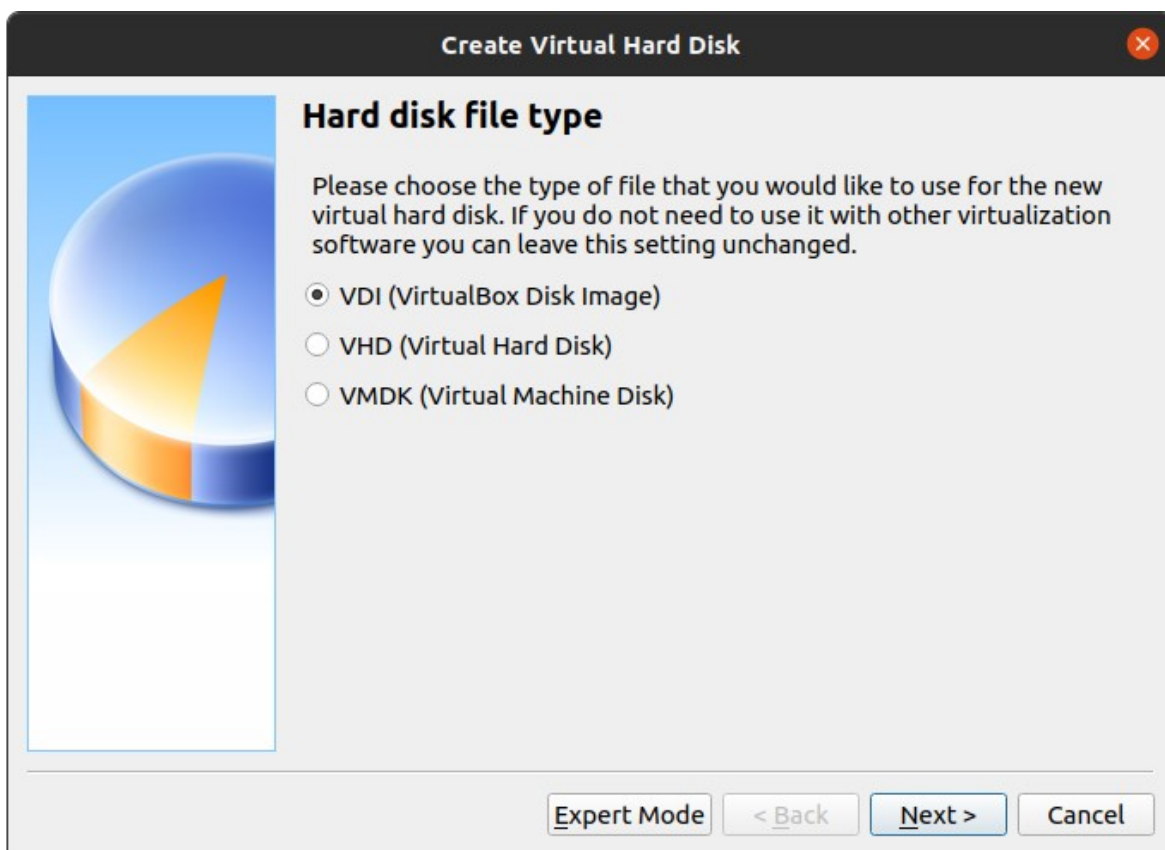 Create Virtual Hard Disk
Hard disk file type
Please choose the type of file that you would like to use for the new
virtual hard disk. If you do not need to use it with other virtualization
software you can leave this setting unchanged.
VDI (VirtualBox Disk Image)
VHD (Virtual Hard Disk)
VMDK (Virtual Machine Disk)
Expert Mode
< Back
Next >
Cancel